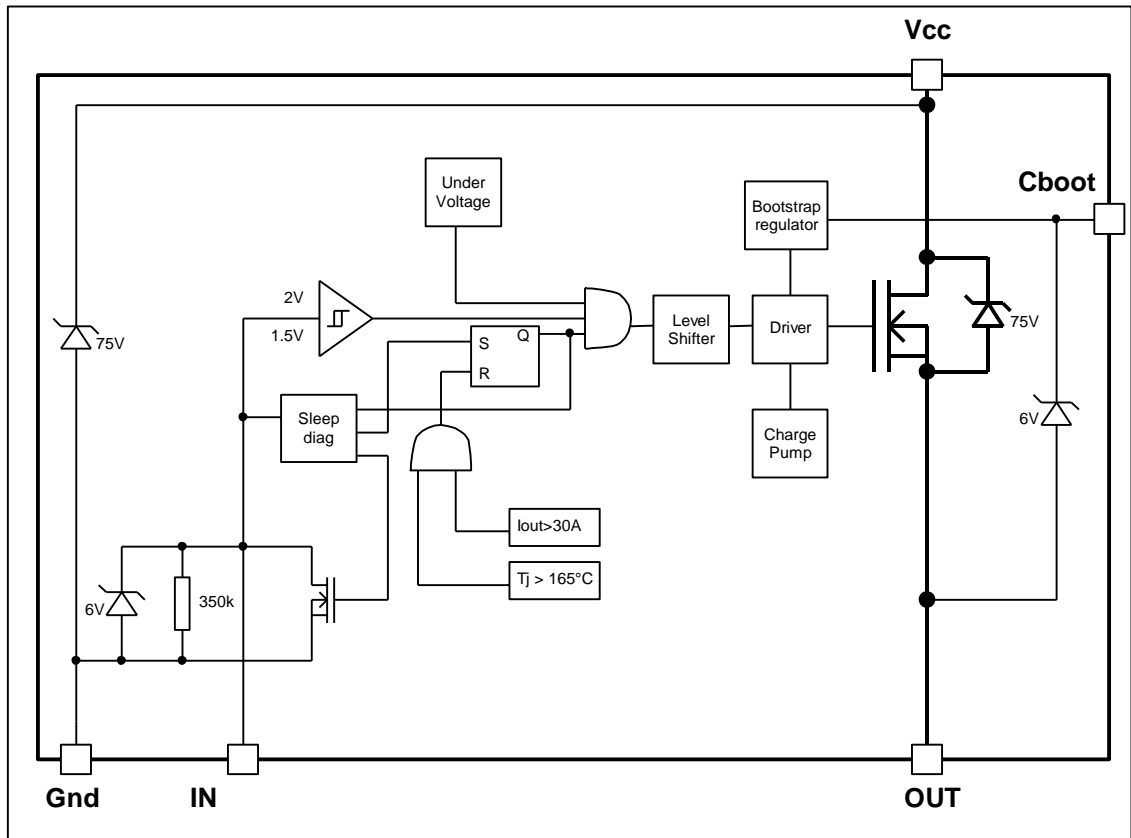 Vcc
Cboot
Under
Voltage
Bootstrap
regulator
2V
1.5V
75V
S
Q
R
Level
Shifter
Driver
75V
Sleep
diag
Charge
Pump
6V
Iout>30A
Tj > 165°C
6V
350k
Gnd
IN
OUT